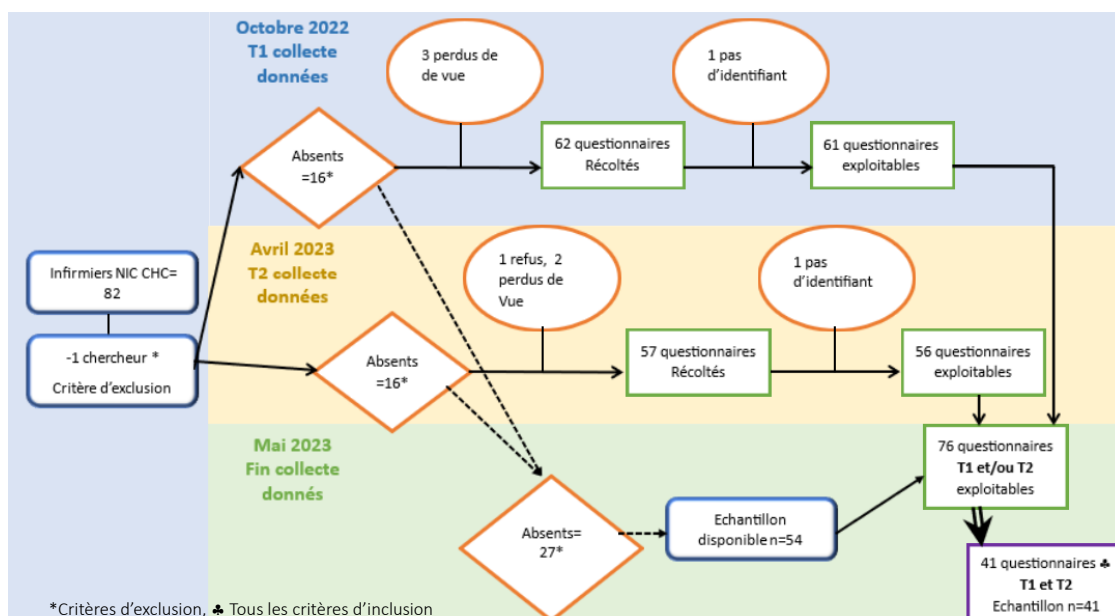 Octobre 2022
T1 collecte
données
3 perdus de
de vue
1 pas
d'identifiant
Absents
=16*
62 questionnaires
Récoltés
61 questionnaires
exploitables
Avril 2023
T2 collecte
données
1 refus, 2
perdus de
Vue
1 pas
d'identifiant
Infirmiers NIC CHC=
82
-1 chercheur *
Critère d'exclusion
Absents
=16*
57 questionnaires
Récoltés
56 questionnaires
exploitables
Mai 2023
Fin collecte
donnés
76 questionnaires
T1 et/ou T2
exploitables
Absents=
27*
Echantillon
disponible n=54
41 questionnaires ♣
T1 et T2
Echantillon n=41
*Critères d'exclusion, ♣ Tous les critères d'inclusion